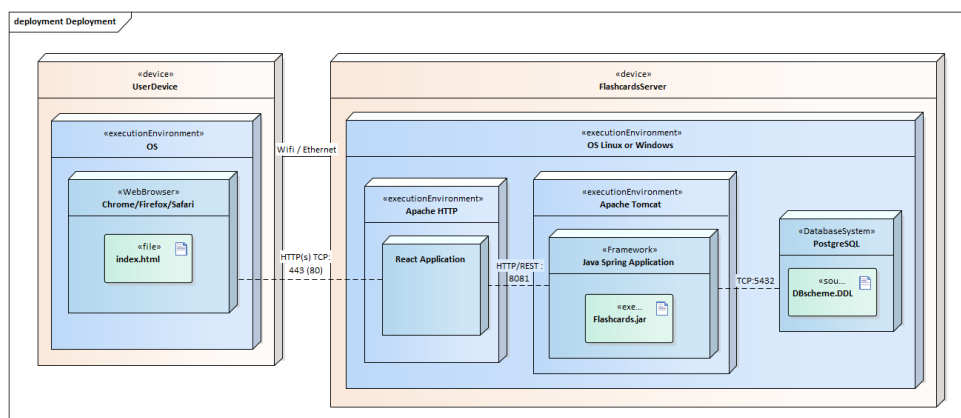 deployment Deployment
«device»
UserDevice
«executionEnvironment»
OS
«WebBrowser»
Chrome/Firefox/Safari
«file»
index.html
Wifi / Ethernet
HTTP(s) TCP:
443 (80)
«device»
FlashcardsServer
«executionEnvironment»
OS Linux or Windows
«executionEnvironment»
Apache HTTP
React Application
HTTP/REST :
8081
«executionEnvironment»
Apache Tomcat
«Framework»
Java Spring Application
«exe...
Flashcards.jar
TCP:5432
«DatabaseSystem»
PostgreSQL
«sou...
DBscheme.DDL